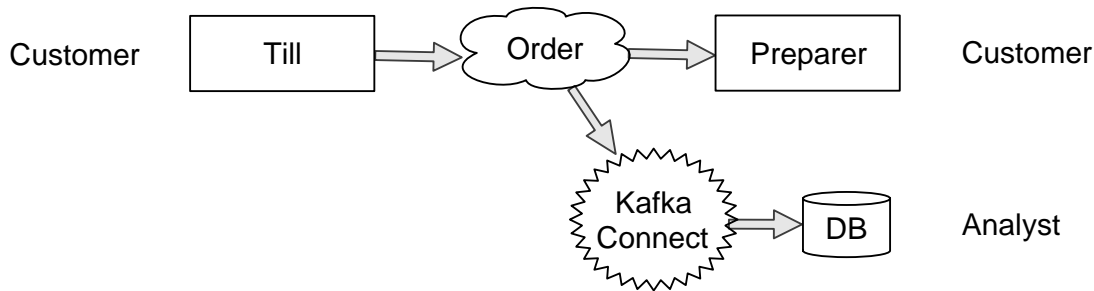 Customer
Till
Order
Preparer
Customer
Kafka
Connect
DB
Analyst